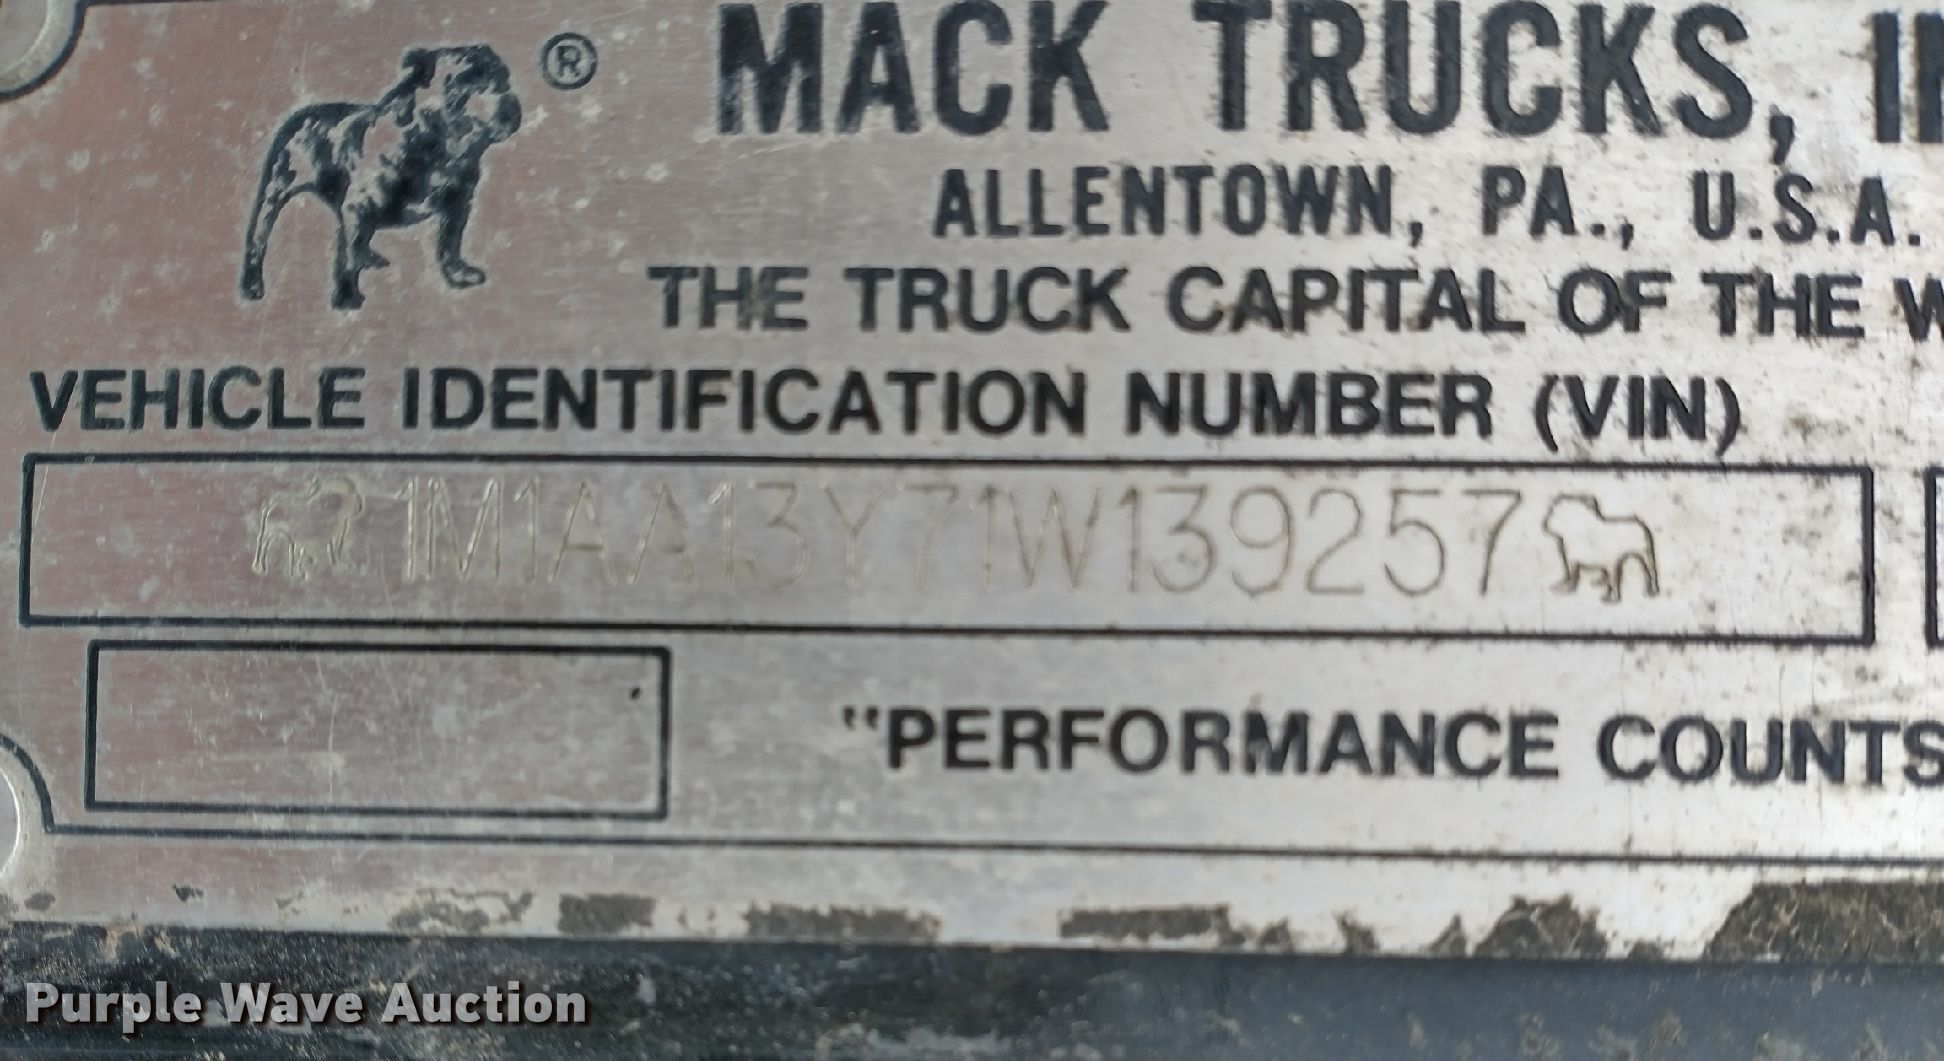 ®
MACK TRUCKS, IN
ALLENTOWN, PA., U.S.A.
THE TRUCK CAPITAL OF THE W
VEHICLE IDENTIFICATION NUMBER (VIN)
1M1AA13Y71W139257
"PERFORMANCE COUNTS
Purple Wave Auction